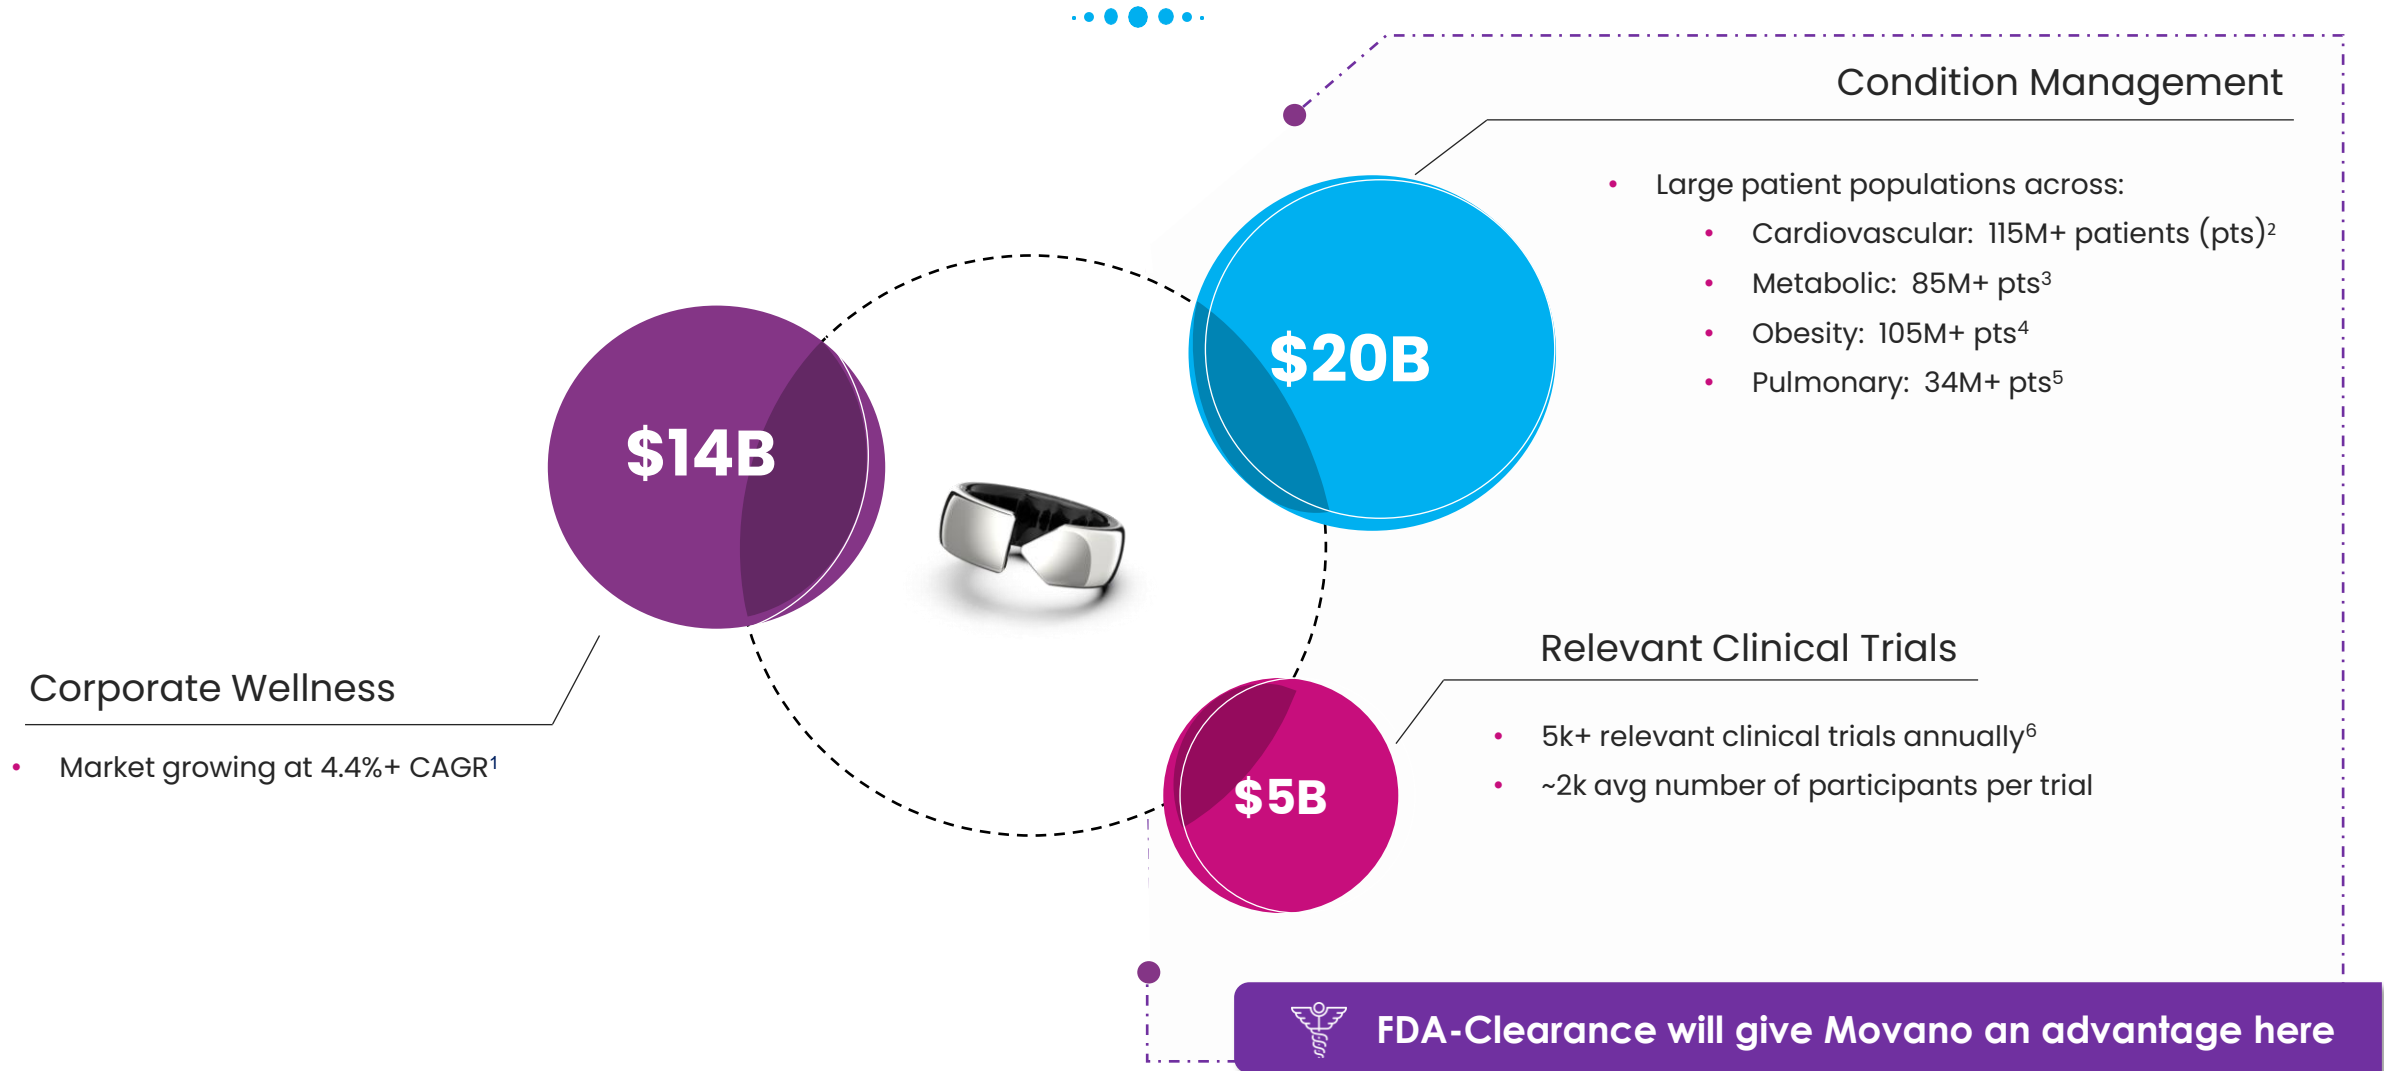 Condition Management
• Large patient populations across:
• Cardiovascular: 115M+ patients (pts)²
• Metabolic: 85M+ pts³
• Obesity: 105M+ pts⁴
• Pulmonary: 34M+ pts⁵
$20B
$14B
Corporate Wellness
• Market growing at 4.4%+ CAGR¹
Relevant Clinical Trials
• 5k+ relevant clinical trials annually⁶
• ~2k avg number of participants per trial
$5B
FDA-Clearance will give Movano an advantage here